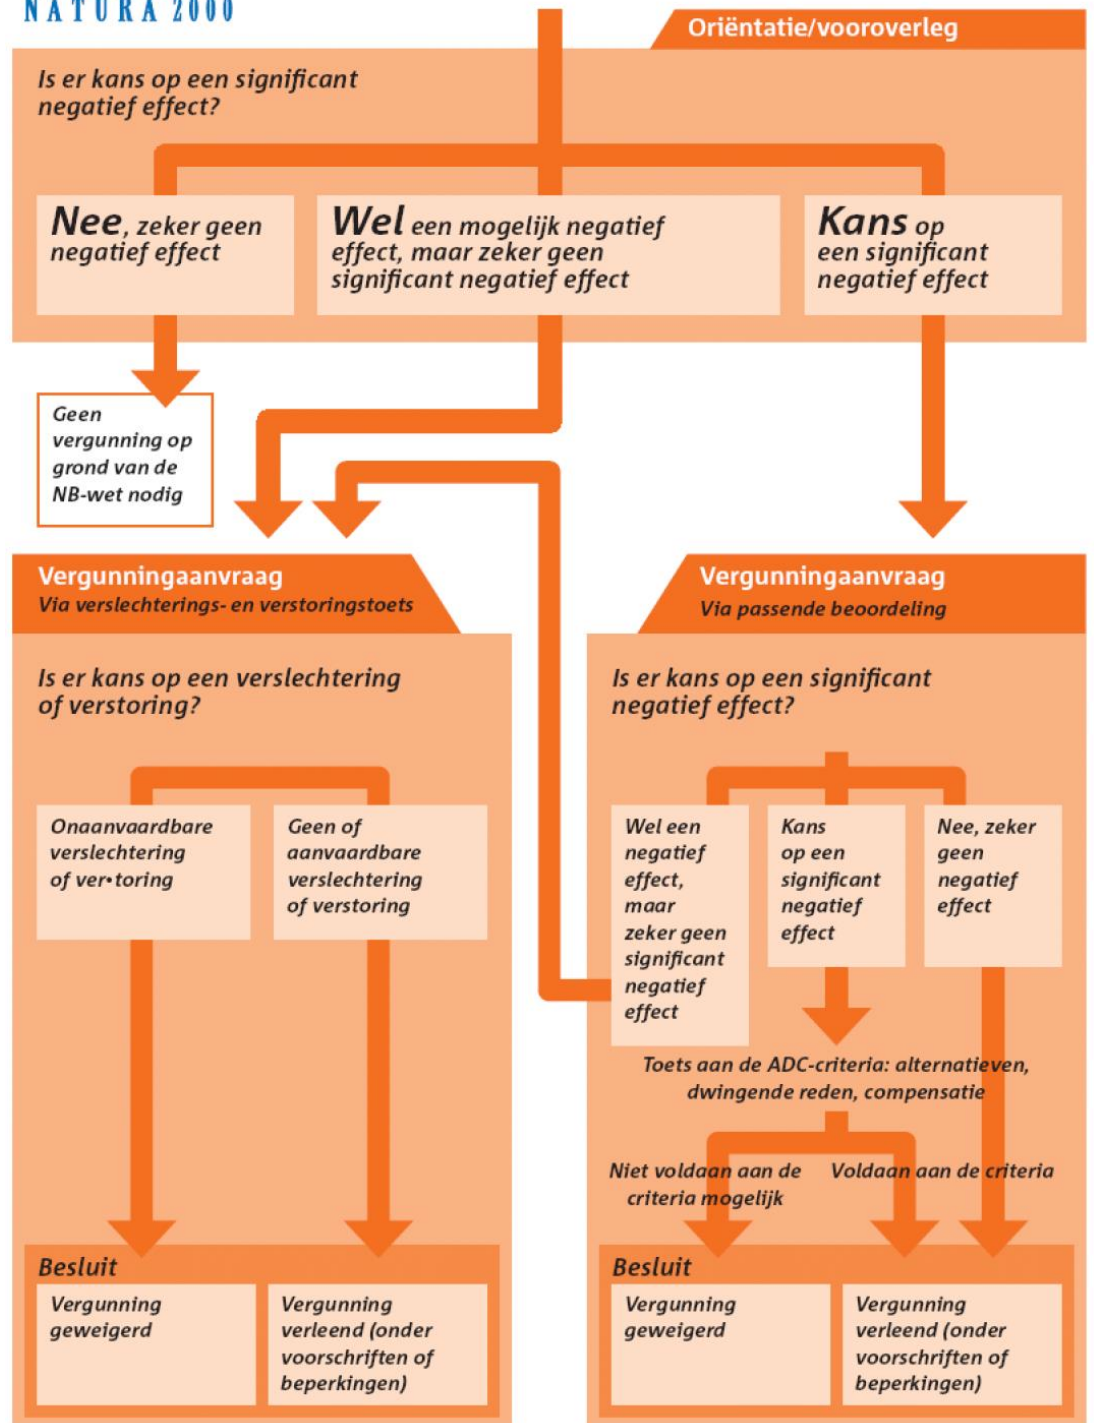 NATURA 2000
Oriëntatie/vooroverleg
Is er kans op een significant
negatief effect?
Nee, zeker geen
negatief effect
Wel een mogelijk negatief
effect, maar zeker geen
significant negatief effect
Kans op
een significant
negatief effect
Geen
vergunning op
grond van de
NB-wet nodig
Vergunningaanvraag
Via verslechterings- en verstoringstoets
Is er kans op een verslechtering
of verstoring?
Onaanvaardbare
verslechtering
of ver•toring
Geen of
aanvaardbare
verslechtering
of verstoring
Besluit
Vergunning
geweigerd
Vergunning
verleend (onder
voorschriften of
beperkingen)
Vergunningaanvraag
Via passende beoordeling
Is er kans op een significant
negatief effect?
Wel een
negatief
effect,
maar
zeker geen
significant
negatief
effect
Kans
op een
significant
negatief
effect
Nee, zeker
geen
negatief
effect
Toets aan de ADC-criteria: alternatieven,
dwingende reden, compensatie
Niet voldaan aan de
criteria mogelijk
Voldaan aan de criteria
Besluit
Vergunning
geweigerd
Vergunning
verleend (onder
voorschriften of
beperkingen)